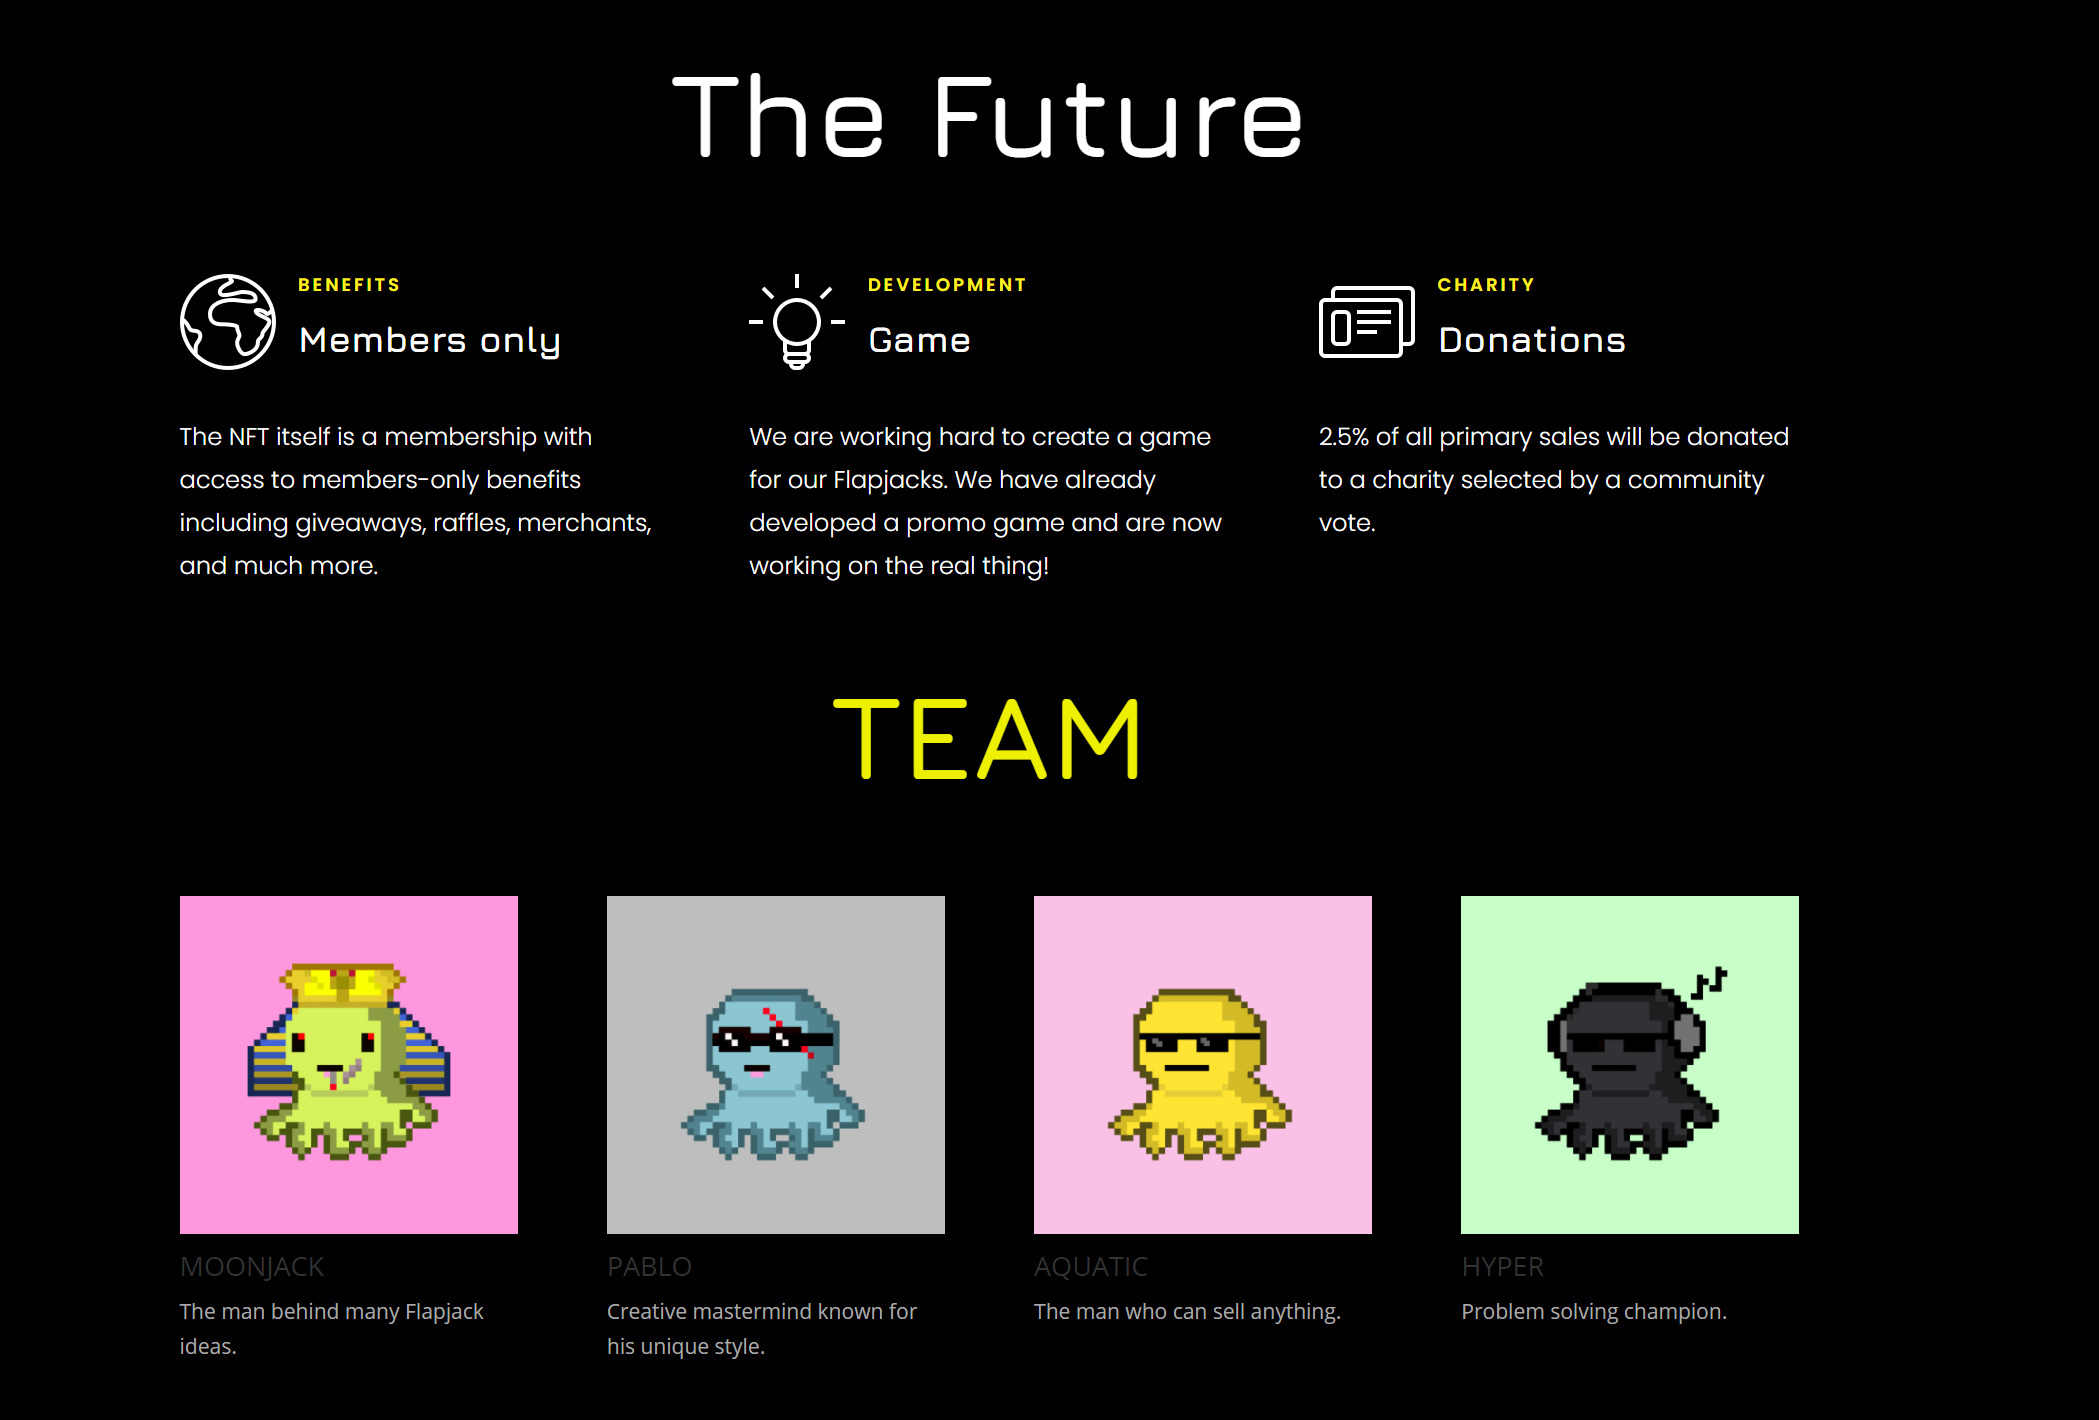 The Future
BENEFITS
Members only
The NFT itself is a membership with
access to members-only benefits
including giveaways, raffles, merchants,
and much more.
DEVELOPMENT
Game
We are working hard to create a game
for our Flapjacks. We have already
developed a promo game and are now
working on the real thing!
CHARITY
Donations
2.5% of all primary sales will be donated
to a charity selected by a community
vote.
TEAM
MOONJACK
The man behind many Flapjack
ideas.
PABLO
Creative mastermind known for
his unique style.
AQUATIC
The man who can sell anything.
HYPER
Problem solving champion.